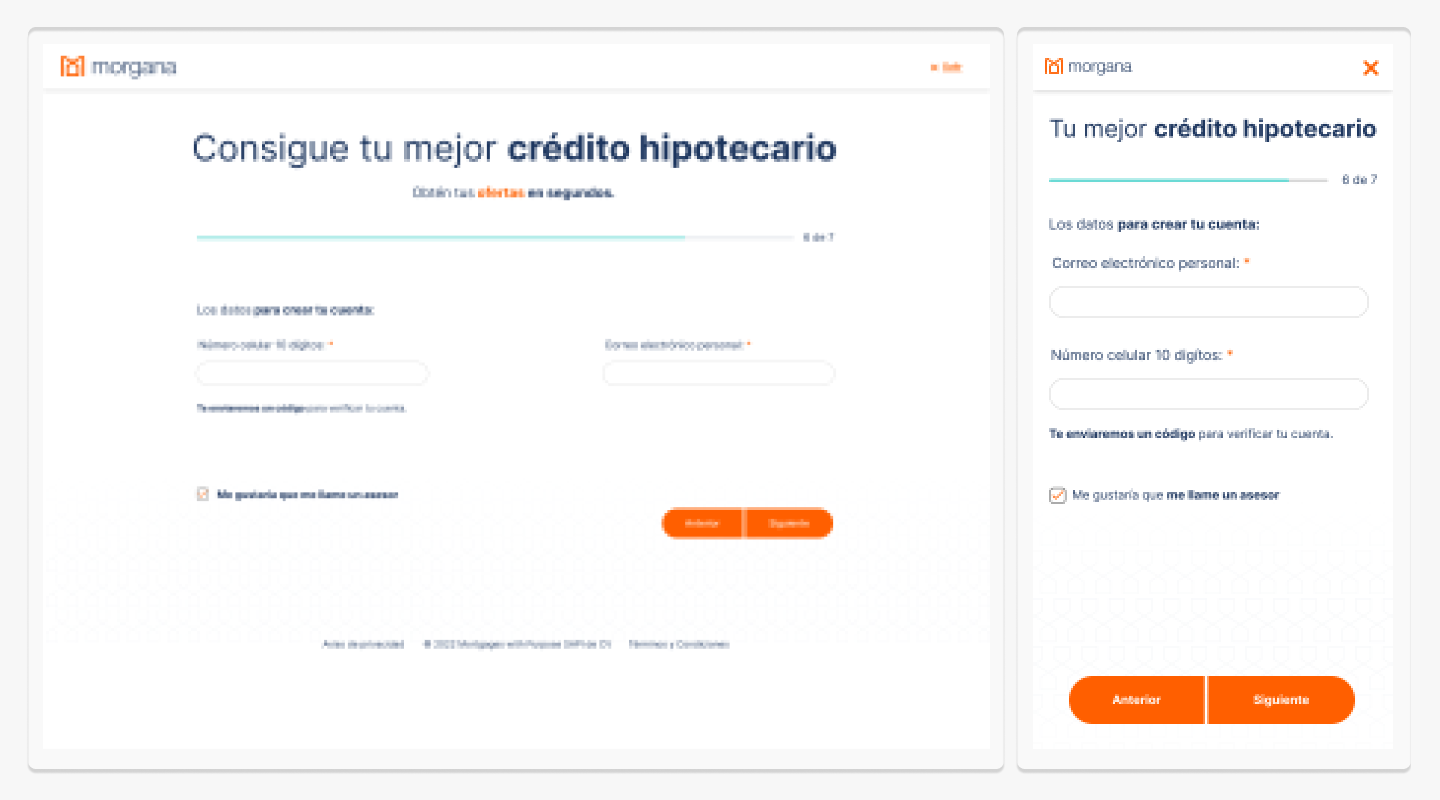 morgana
Salir
Consigue tu mejor crédito hipotecario
Obtén tus ofertas en segundos.
6 de 7
Los datos para crear tu cuenta:
Número celular 10 dígitos: *
Correo electrónico personal: *
Te enviaremos un código para verificar tu cuenta.
Me gustaría que me llame un asesor
Anterior
Siguiente
Aviso de privacidad
© 2022 Mortgages with Purpose SAPI de CV
Términos y Condiciones
morgana
Tu mejor crédito hipotecario
6 de 7
Los datos para crear tu cuenta:
Correo electrónico personal: *
Número celular 10 digítos: *
Te enviaremos un código para verificar tu cuenta.
Me gustaría que me llame un asesor
Anterior
Siguiente